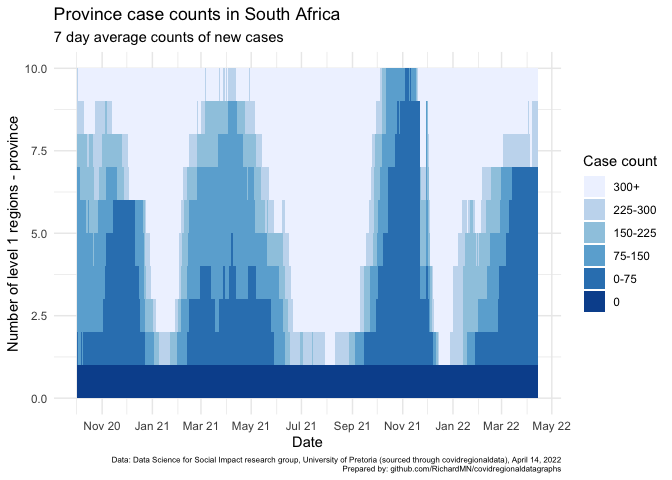 Province case counts in South Africa
7 day average counts of new cases
Number of level 1 regions - province
10.0
7.5
5.0
2.5
0.0
Nov 20 Jan 21 Mar 21 May 21 Jul 21 Sep 21 Nov 21 Jan 22 Mar 22 May 22
Date
Case count
300+
225-300
150-225
75-150
0-75
0
Data: Data Science for Social Impact research group, University of Pretoria (sourced through covidregionaldata), April 14, 2022
Prepared by: github.com/RichardMN/covidregionaldatagraphs